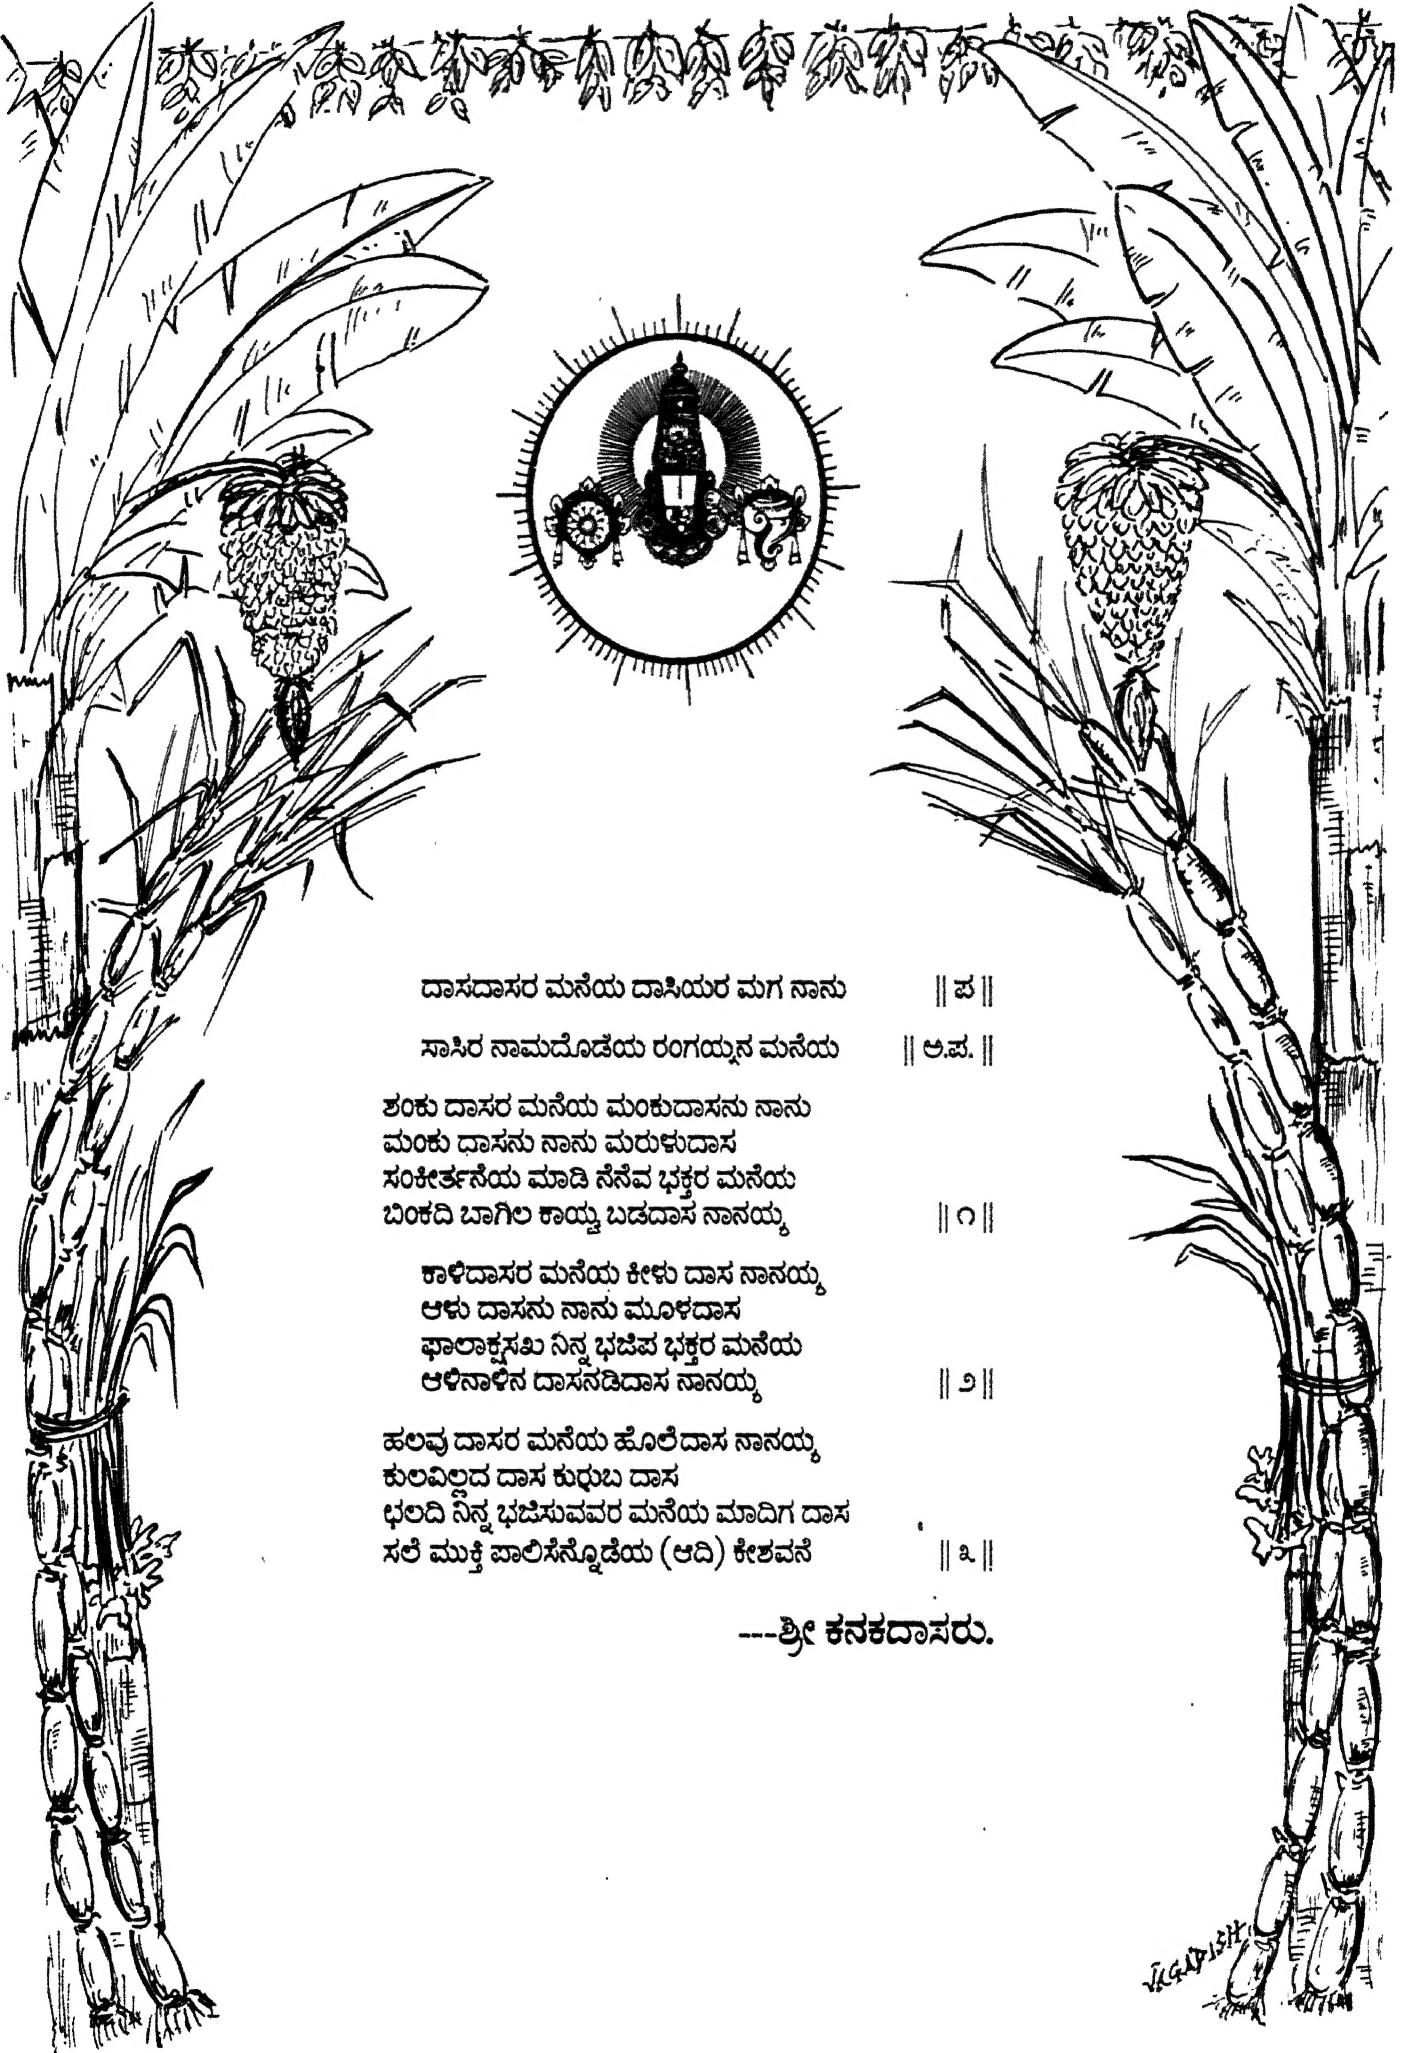 ದಾಸದಾಸರ ಮನೆಯ ದಾಸಿಯರ ಮಗ ನಾನು || ಪ ||
ಸಾಸಿರ ನಾಮದೊಡೆಯ ರಂಗಯ್ಯನ ಮನೆಯ || ಅ.ಪ. ||
ಶಂಕು ದಾಸರ ಮನೆಯ ಮಂಕುದಾಸನು ನಾನು
ಮಂಕು ದಾಸನು ನಾನು ಮರುಳುದಾಸ
ಸಂಕೀರ್ತನೆಯ ಮಾಡಿ ನೆನೆವ ಭಕ್ತರ ಮನೆಯ
ಬಿಂಕದಿ ಬಾಗಿಲ ಕಾಯ್ವ ಬಡದಾಸ ನಾನಯ್ಯ || ೧ ||
ಕಾಳಿದಾಸರ ಮನೆಯ ಕೀಳು ದಾಸ ನಾನಯ್ಯ
ಆಳು ದಾಸನು ನಾನು ಮೂಳದಾಸ
ಫಾಲಾಕ್ಷಸಖ ನಿನ್ನ ಭಜಿಪ ಭಕ್ತರ ಮನೆಯ
ಆಳಿನಾಳಿನ ದಾಸನಡಿದಾಸ ನಾನಯ್ಯ || ೨ ||
ಹಲವು ದಾಸರ ಮನೆಯ ಹೊಲೆದಾಸ ನಾನಯ್ಯ
ಕುಲವಿಲ್ಲದ ದಾಸ ಕುರುಬ ದಾಸ
ಛಲದಿ ನಿನ್ನ ಭಜಿಸುವವರ ಮನೆಯ ಮಾದಿಗ ದಾಸ
ಸಲೆ ಮುಕ್ತಿ ಪಾಲಿಸೆನ್ನೊಡೆಯ (ಆದಿ) ಕೇಶವನೆ || ೩ ||
---ಶ್ರೀ ಕನಕದಾಸರು.
JAGADISH